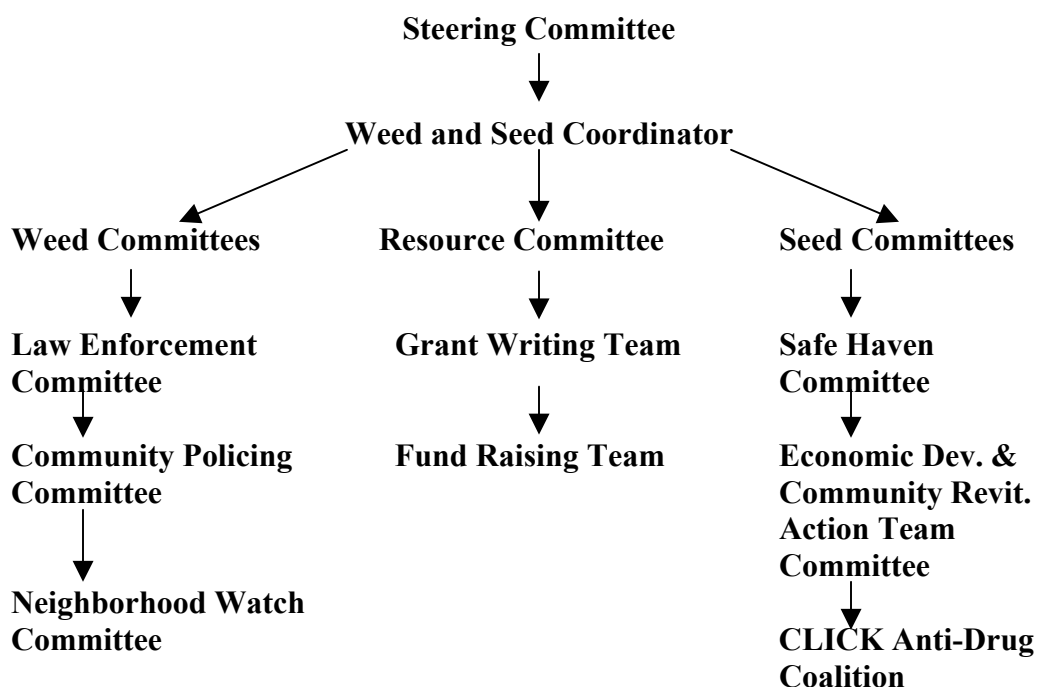 Steering Committee
Weed and Seed Coordinator
Weed Committees
Resource Committee
Seed Committees
Law Enforcement
Committee
Grant Writing Team
Safe Haven
Committee
Community Policing
Committee
Fund Raising Team
Economic Dev. &
Community Revit.
Action Team
Committee
Neighborhood Watch
Committee
CLICK Anti-Drug
Coalition